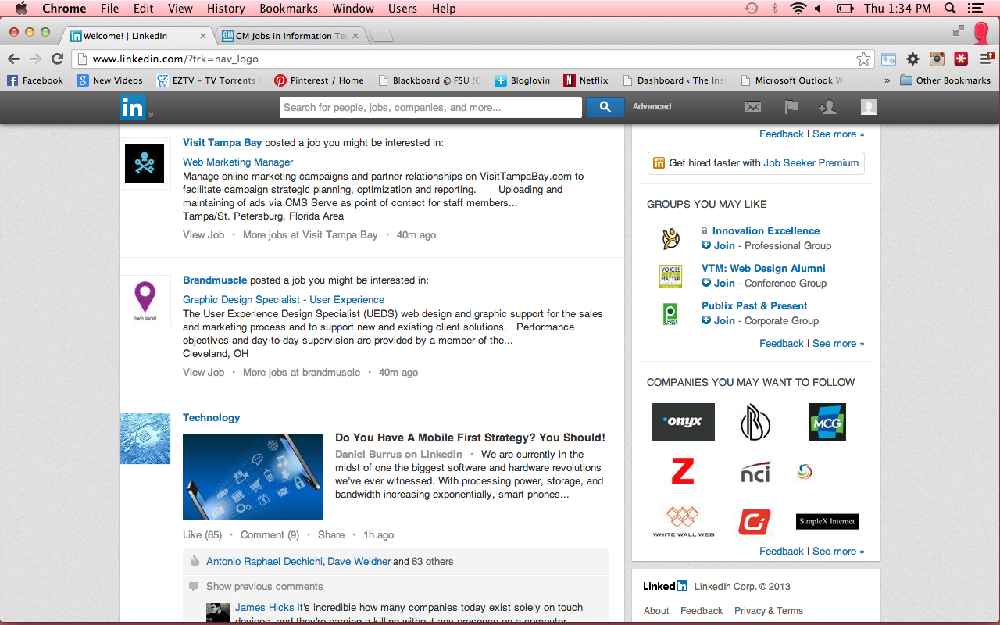 Chrome File Edit View History Bookmarks Window Users Help Thu 1:34 PM
Welcome! | LinkedIn
GM Jobs in Information Tec
www.linkedin.com/?trk=nav_logo
Facebook New Videos EZTV - TV Torrents Pinterest / Home Blackboard @ FSU (C Bloglovin Netflix Dashboard ‹ The Inst Microsoft Outlook We » Other Bookmarks
in Search for people, jobs, companies, and more... Advanced
Visit Tampa Bay posted a job you might be interested in:
Web Marketing Manager
Manage online marketing campaigns and partner relationships on VisitTampaBay.com to
facilitate campaign strategic planning, optimization and reporting. Uploading and
maintaining of ads via CMS Serve as point of contact for staff members...
Tampa/St. Petersburg, Florida Area
View Job • More jobs at Visit Tampa Bay • 40m ago
own local
Brandmuscle posted a job you might be interested in:
Graphic Design Specialist - User Experience
The User Experience Design Specialist (UEDS) web design and graphic support for the sales
and marketing process and to support new and existing client solutions. Performance
objectives and day-to-day supervision are provided by a member of the...
Cleveland, OH
View Job • More jobs at brandmuscle • 40m ago
Technology
Do You Have A Mobile First Strategy? You Should!
Daniel Burrus on LinkedIn • We are currently in the
midst of one the biggest software and hardware revolutions
we've ever witnessed. With processing power, storage, and
bandwidth increasing exponentially, smart phones...
Like (65) • Comment (9) • Share • 1h ago
Antonio Raphael Dechichi, Dave Weidner and 63 others
Show previous comments
James Hicks It's incredible how many companies today exist solely on touch
devices, and they're earning a killing without any presence on a computer
Feedback | See more »
in Get hired faster with Job Seeker Premium
GROUPS YOU MAY LIKE
Innovation Excellence
Join - Professional Group
VOICES
THAT
MATTER
VTM: Web Design Alumni
Join - Conference Group
Publix
Publix Past & Present
Join - Corporate Group
Feedback | See more »
COMPANIES YOU MAY WANT TO FOLLOW
onyx
MCG
Z
nci
WHITE WALL WEB
SimpleX Internet
Feedback | See more »
Linked in LinkedIn Corp. © 2013
About Feedback Privacy & Terms